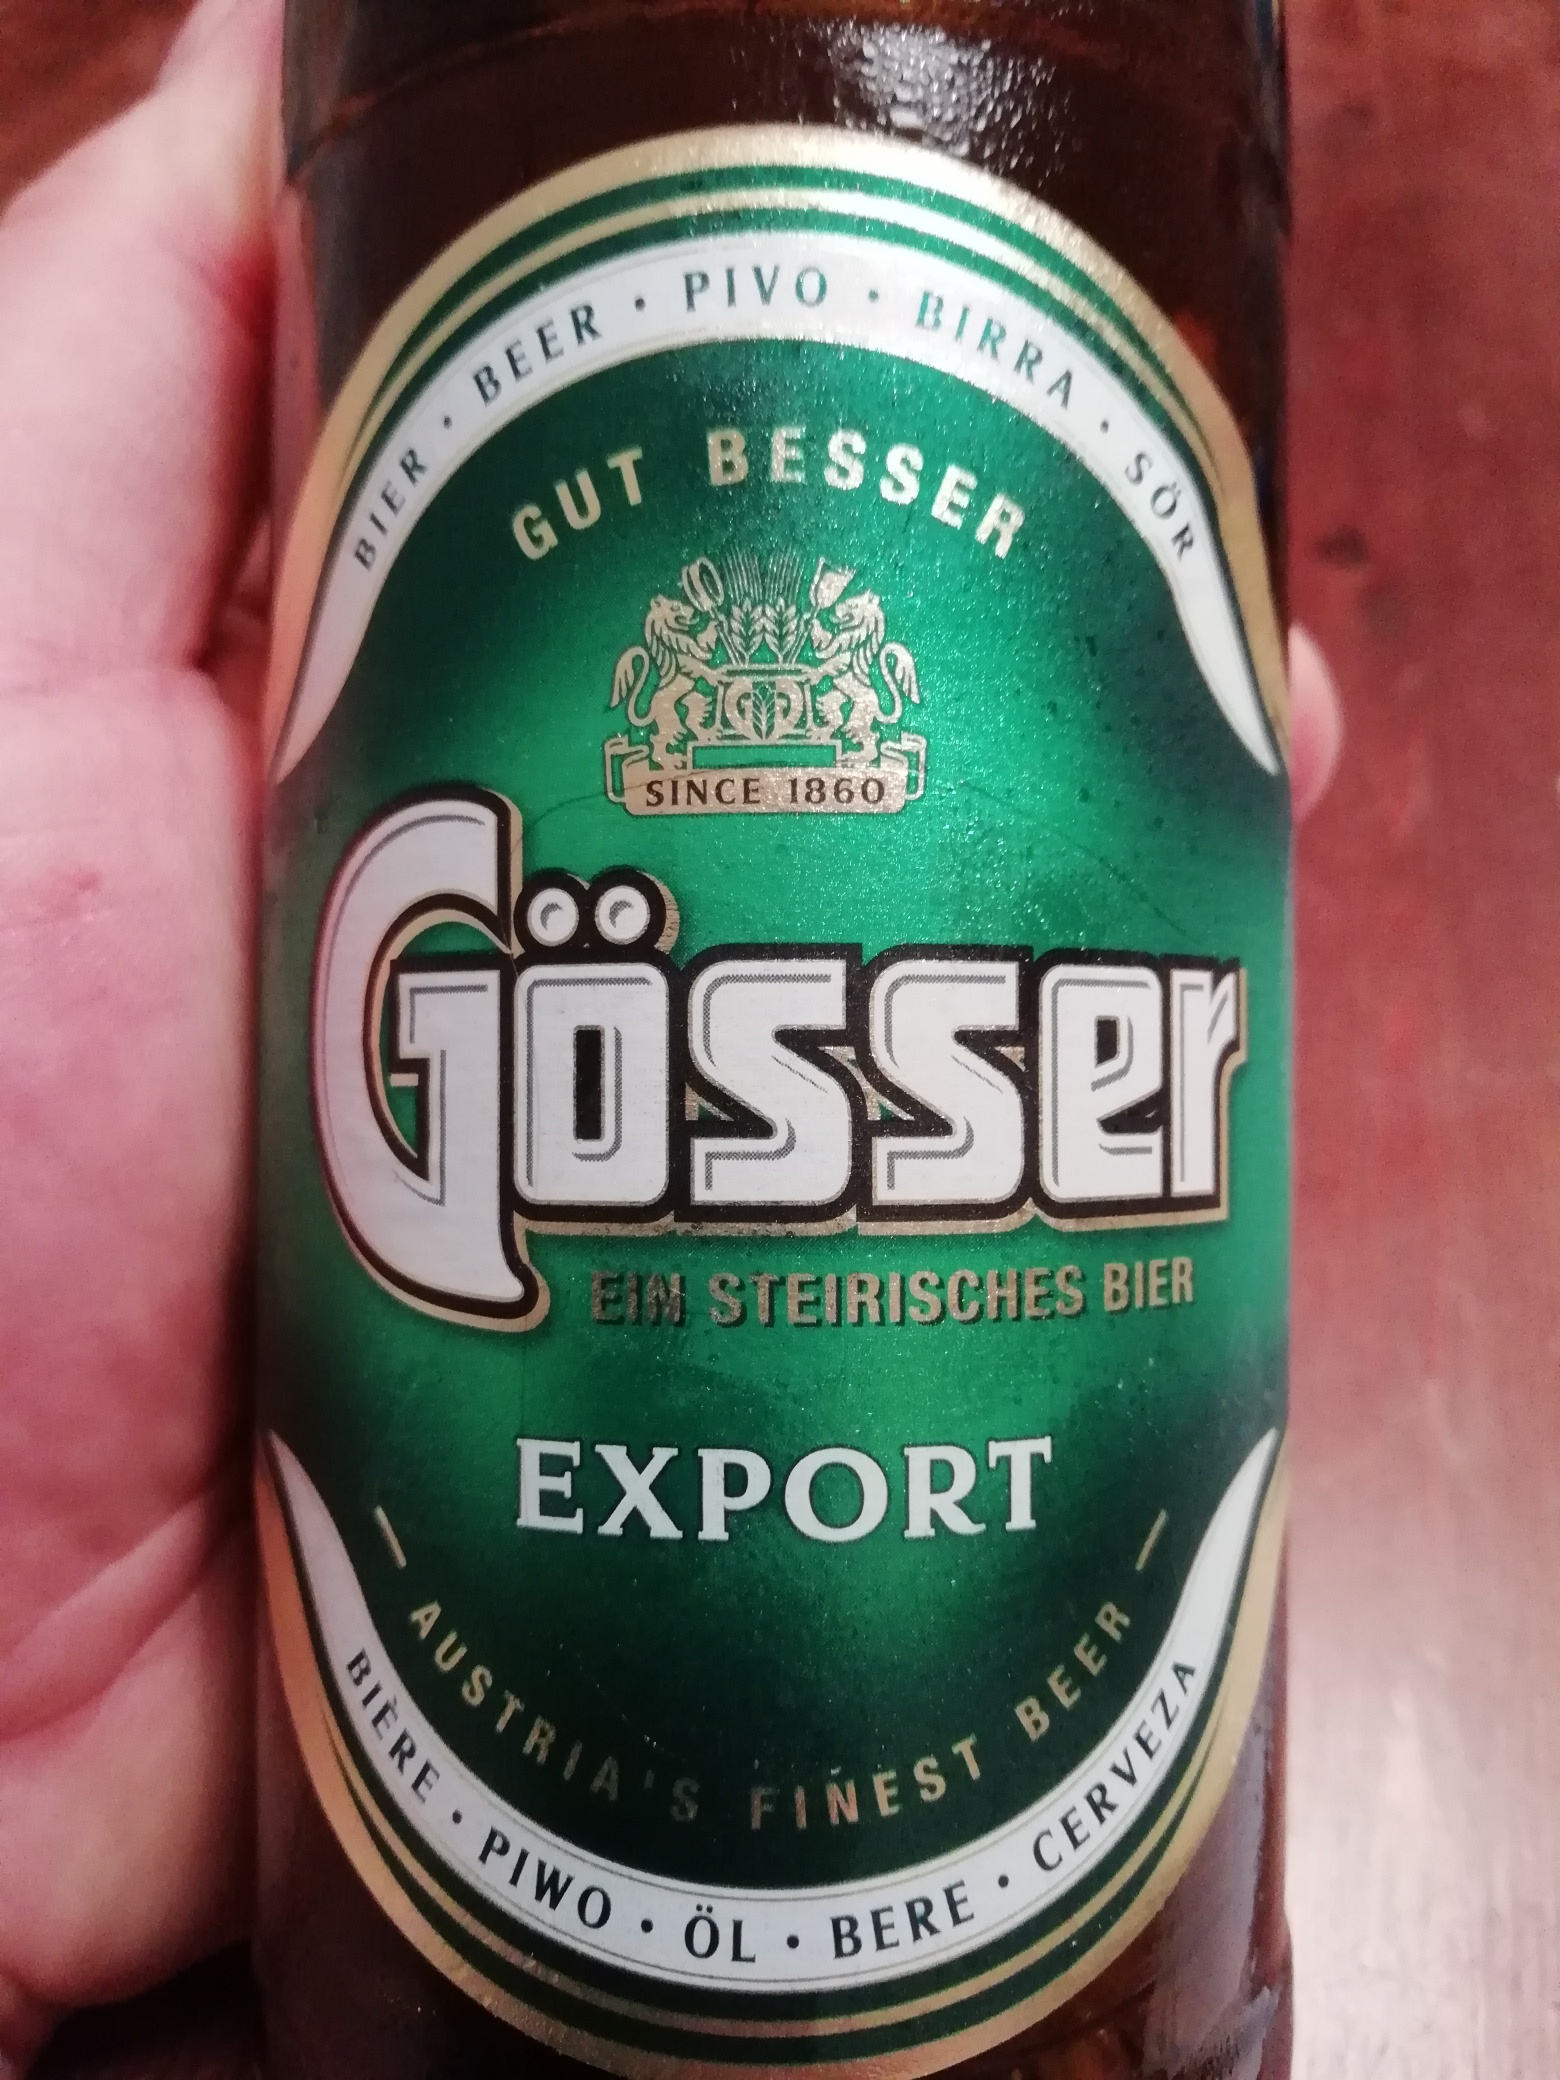 BIER · BEER · PIVO · BIRRA · SÖR
GUT BESSER
SINCE 1860
Gösser
EIN STEIRISCHES BIER
EXPORT
AUSTRIA'S FINEST BEER
BIÈRE · PIWO · ÖL · BERE · CERVEZA